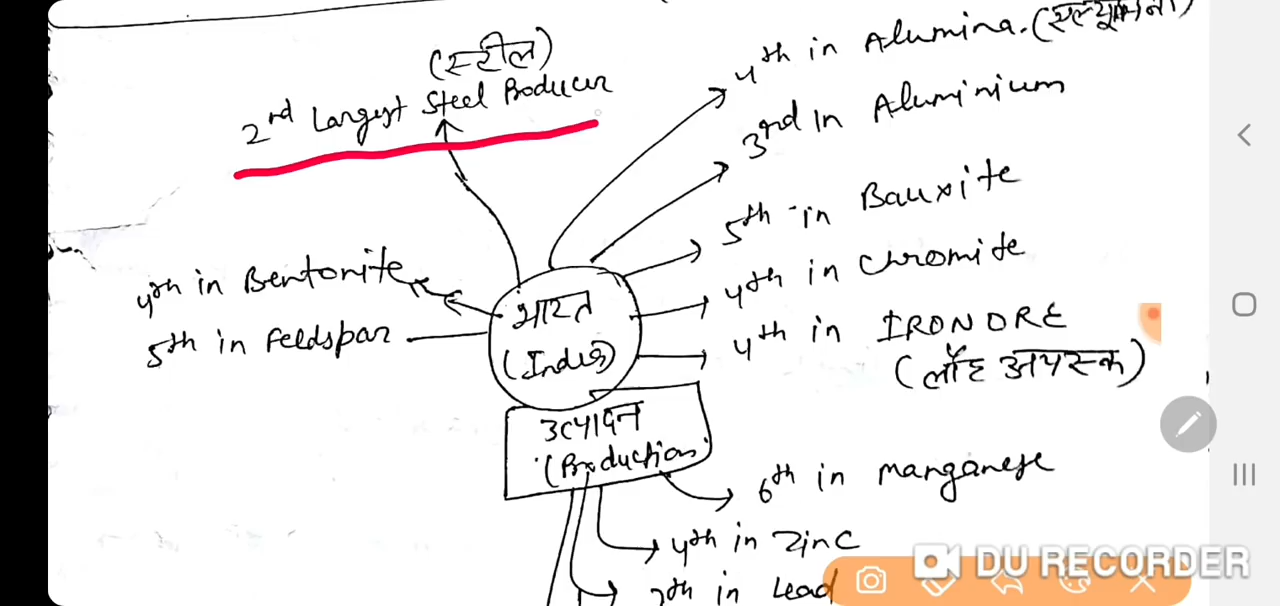 (स्टील)
2nd Largest Steel Producer
4th in Alumina.
3rd In Aluminium
5th in Bauxite
4th in Chromite
4th in IRON ORE
(लौह अयस्क)
4th in Bentonite
5th in Feldspar
भारत
(India)
उत्पादन
(Production)
6th in manganese
4th in Zinc
7th in Lead
DU RECORDER